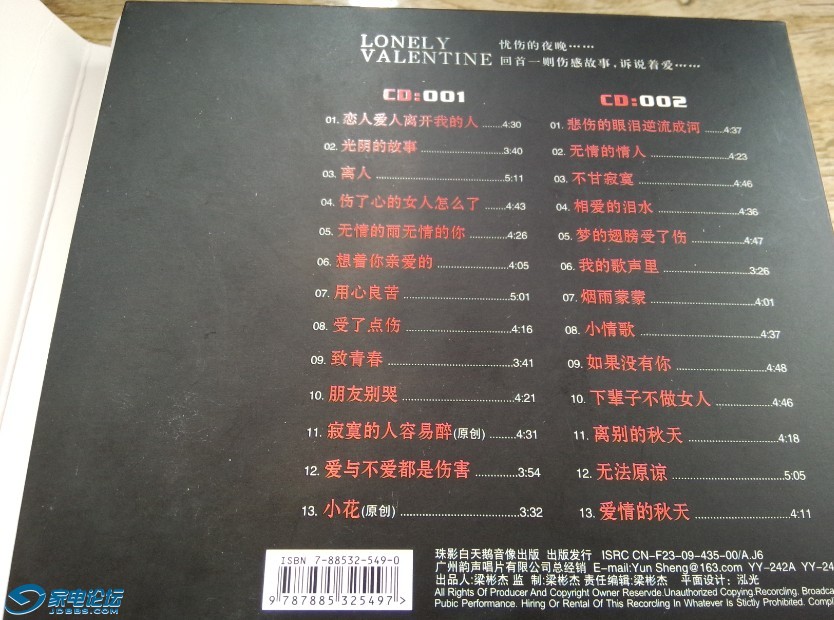 LONELY
VALENTINE
忧伤的夜晚……
回首一则伤感故事,诉说着爱……
CD:001
01. 恋人爱人离开我的人 ......4:30
02. 光阴的故事 ......3:40
03. 离人 ......5:11
04. 伤了心的女人怎么了 ......4:43
05. 无情的雨无情的你 ......4:26
06. 想着你亲爱的 ......4:05
07. 用心良苦 ......5:01
08. 受了点伤 ......4:16
09. 致青春 ......3:41
10. 朋友别哭 ......4:21
11. 寂寞的人容易醉(原创) ......4:31
12. 爱与不爱都是伤害 ......3:54
13. 小花(原创) ......3:32
CD:002
01. 悲伤的眼泪逆流成河 ......4:37
02. 无情的情人 ......4:23
03. 不甘寂寞 ......4:46
04. 相爱的泪水 ......4:36
05. 梦的翅膀受了伤 ......4:47
06. 我的歌声里 ......3:26
07. 烟雨蒙蒙 ......4:01
08. 小情歌 ......4:37
09. 如果没有你 ......4:48
10. 下辈子不做女人 ......4:46
11. 离别的秋天 ......4:18
12. 无法原谅 ......5:05
13. 爱情的秋天 ......4:11
ISBN 7-88532-549-0
9 787885 325497 >
珠影白天鹅音像出版 出版发行 ISRC CN-F23-09-435-00/A.J6
广州韵声唱片有限公司总经销 E-mail:Yun Sheng@163.com YY-242A YY-24
出品人:梁彬杰 监 制:梁彬杰 责任编辑:梁彬杰 平面设计:泓光
All Rights Of Producer And Copyright Owner Reservde.Unauthorized Copying.Recording. Broadca
Pubic Performance. Hiring Or Rental Of This Recording In Whatever Is Stictly Prohibited. Compl
家电论坛
JDBBS.COM